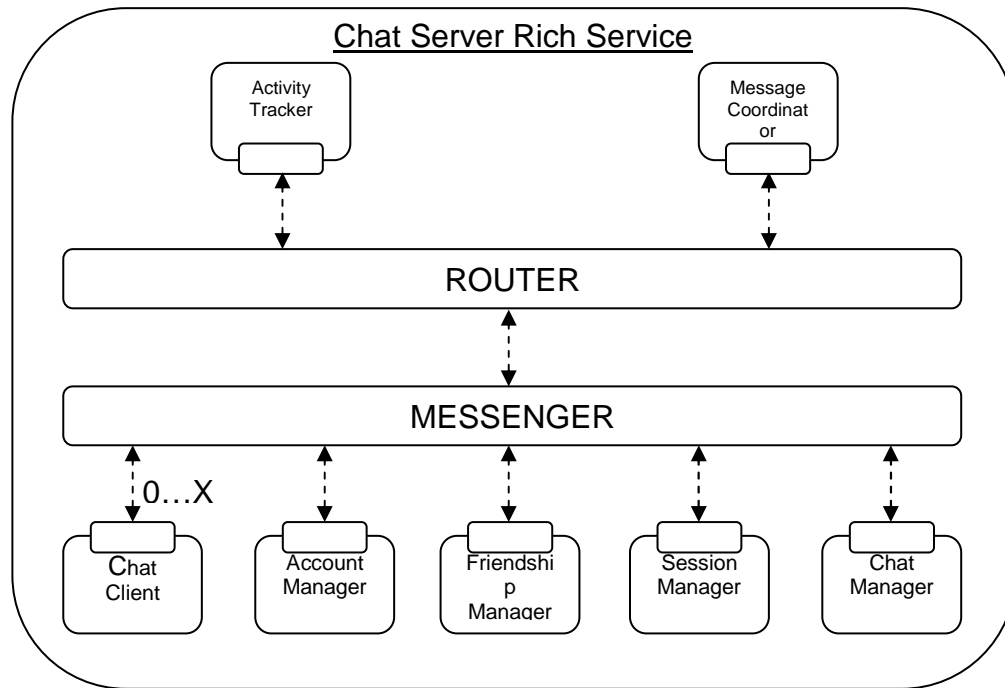 Chat Server Rich Service
Activity
Tracker
Message
Coordinat
or
ROUTER
MESSENGER
0...X
Chat
Client
Account
Manager
Friendshi
p
Manager
Session
Manager
Chat
Manager